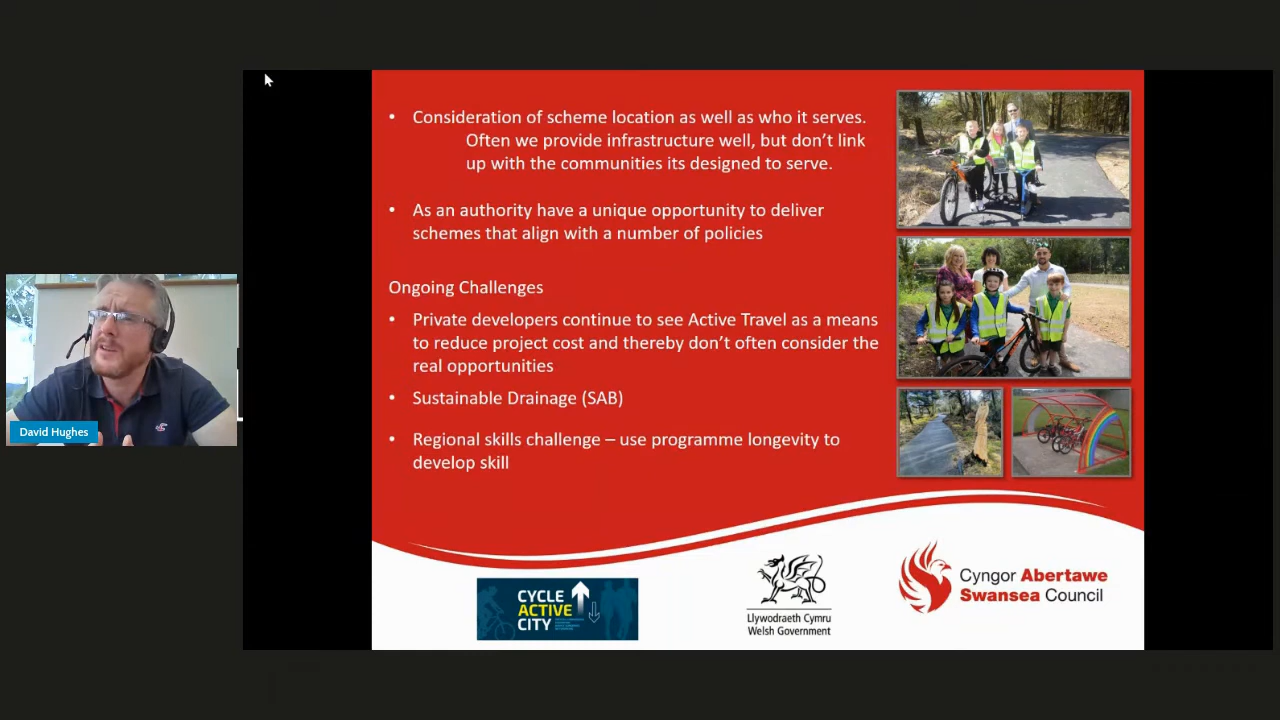 • Consideration of scheme location as well as who it serves.
Often we provide infrastructure well, but don't link
up with the communities its designed to serve.
• As an authority have a unique opportunity to deliver
schemes that align with a number of policies
Ongoing Challenges
• Private developers continue to see Active Travel as a means
to reduce project cost and thereby don't often consider the
real opportunities
• Sustainable Drainage (SAB)
• Regional skills challenge – use programme longevity to
develop skill
David Hughes
CYCLE
ACTIVE
CITY
Llywodraeth Cymru
Welsh Government
Cyngor Abertawe
Swansea Council